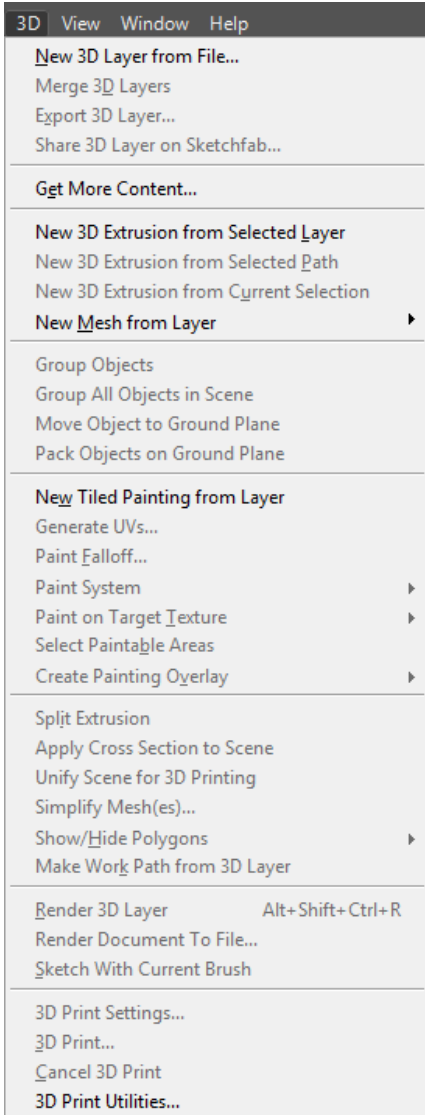 3D View Window Help
New 3D Layer from File...
Merge 3D Layers
Export 3D Layer...
Share 3D Layer on Sketchfab...
Get More Content...
New 3D Extrusion from Selected Layer
New 3D Extrusion from Selected Path
New 3D Extrusion from Current Selection
New Mesh from Layer
Group Objects
Group All Objects in Scene
Move Object to Ground Plane
Pack Objects on Ground Plane
New Tiled Painting from Layer
Generate UVs...
Paint Falloff...
Paint System
Paint on Target Texture
Select Paintable Areas
Create Painting Overlay
Split Extrusion
Apply Cross Section to Scene
Unify Scene for 3D Printing
Simplify Mesh(es)...
Show/Hide Polygons
Make Work Path from 3D Layer
Render 3D Layer Alt+Shift+Ctrl+R
Render Document To File...
Sketch With Current Brush
3D Print Settings...
3D Print...
Cancel 3D Print
3D Print Utilities...